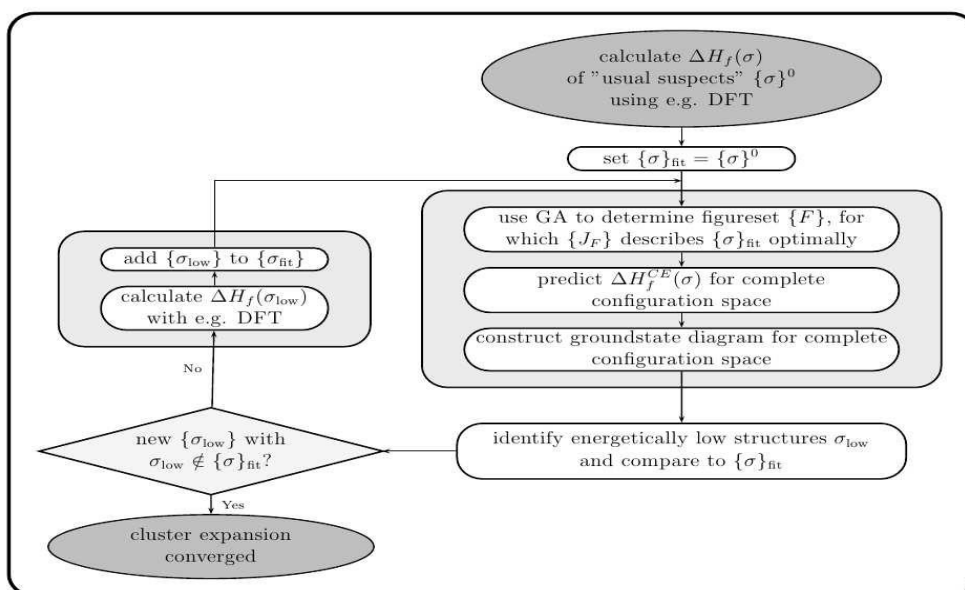 calculate ΔH_f(σ)
of "usual suspects" {σ}⁰
using e.g. DFT
set {σ}_fit = {σ}⁰
use GA to determine figureset {F}, for
which {J_F} describes {σ}_fit optimally
predict ΔH_f^{CE}(σ) for complete
configuration space
construct groundstate diagram for complete
configuration space
identify energetically low structures σ_low
and compare to {σ}_fit
new {σ_low} with
σ_low ∉ {σ}_fit?
No
calculate ΔH_f(σ_low)
with e.g. DFT
add {σ_low} to {σ_fit}
Yes
cluster expansion
converged